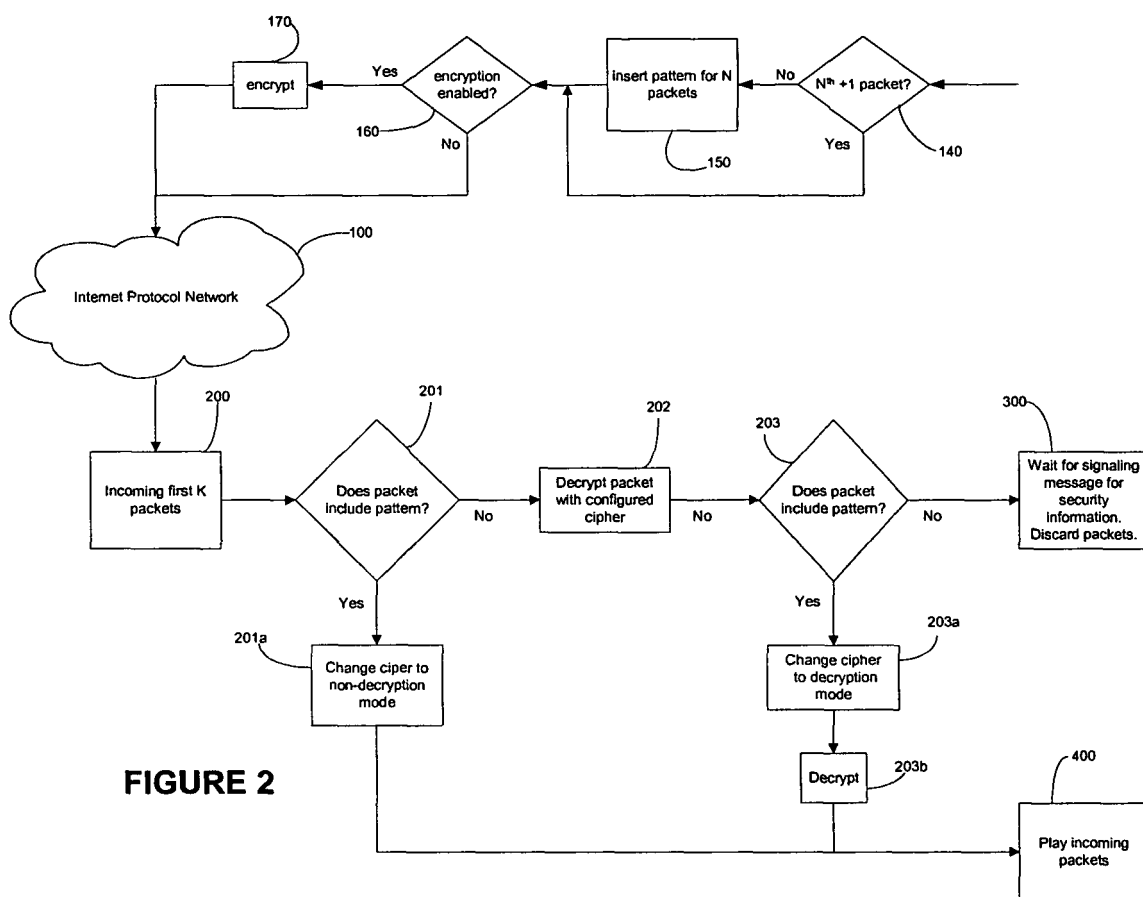 170
encrypt
Yes
encryption
enabled?
160
No
insert pattern for N
packets
150
No
Nth +1 packet?
Yes
140
100
Internet Protocol Network
200
Incoming first K
packets
201
Does packet
include pattern?
No
Yes
202
Decrypt packet
with configured
cipher
No
203
Does packet
include pattern?
No
Yes
300
Wait for signaling
message for
security
information.
Discard packets.
201a
Change ciper to
non-decryption
mode
203a
Change cipher
to decryption
mode
Decrypt
203b
400
Play incoming
packets
FIGURE 2